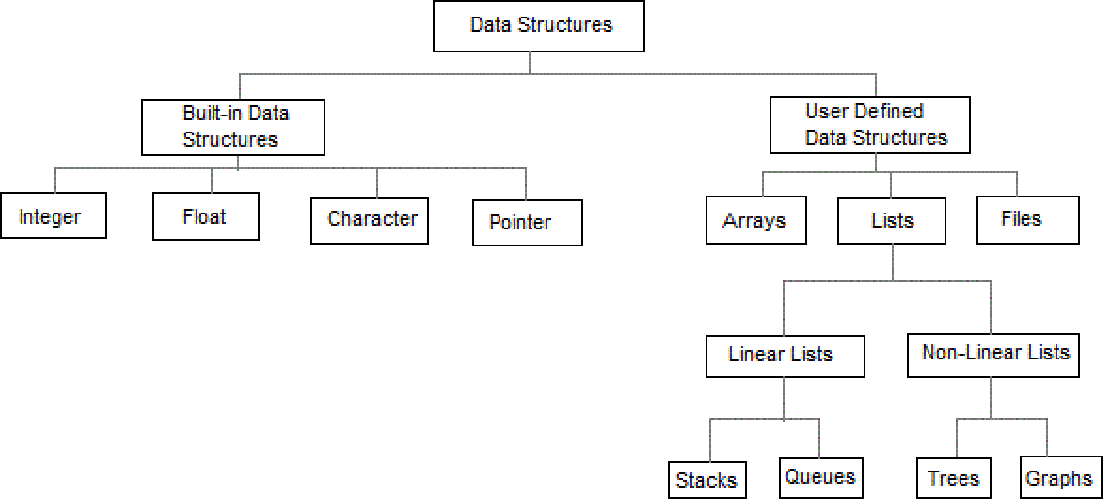 Data Structures
Built-in Data
Structures
User Defined
Data Structures
Integer
Float
Character
Pointer
Arrays
Lists
Files
Linear Lists
Non-Linear Lists
Stacks
Queues
Trees
Graphs